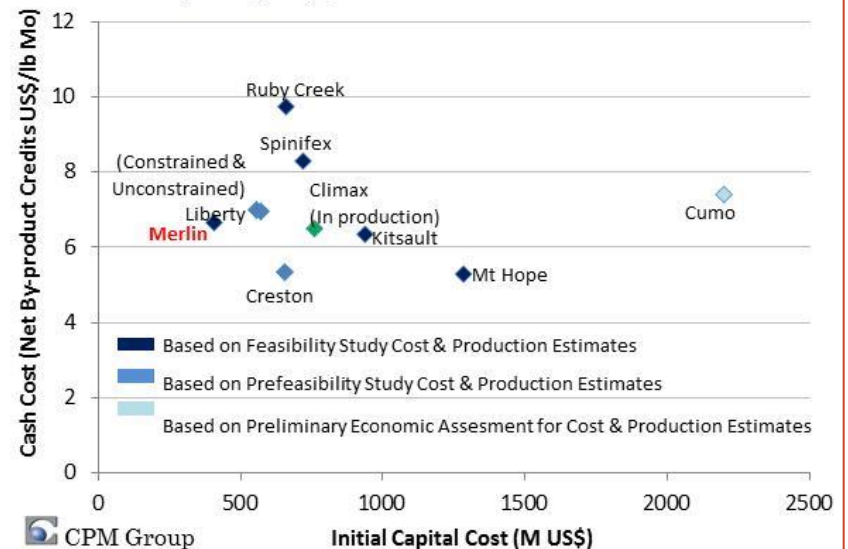 Cash Cost (Net By-product Credits US$/lb Mo)
12
10
8
6
4
2
0
Ruby Creek
Spinifex
(Constrained &
Unconstrained)
Liberty
Merlin
Climax
(In production)
Kitsault
Cumo
Mt Hope
Creston
Based on Feasibility Study Cost & Production Estimates
Based on Prefeasibility Study Cost & Production Estimates
Based on Preliminary Economic Assesment for Cost & Production Estimates
0 500 1000 1500 2000 2500
Initial Capital Cost (M US$)
CPM Group